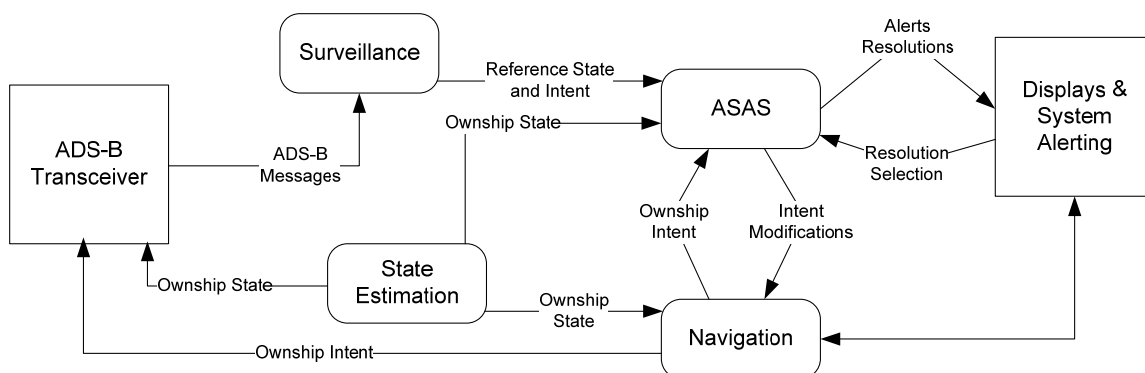 Surveillance
Alerts
Resolutions
Reference State
and Intent
Displays &
System
Alerting
ASAS
Ownship State
ADS-B
Transceiver
ADS-B
Messages
Resolution
Selection
Ownship
Intent
Intent
Modifications
Ownship State
State
Estimation
Ownship
State
Navigation
Ownship Intent